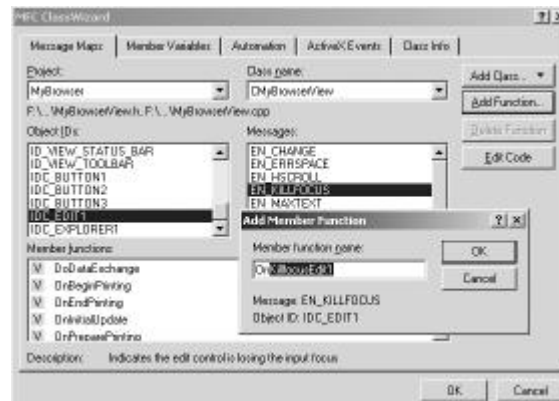 MFC ClassWizard
Message Maps Member Variables Automation ActiveX Events Class Info
Project: Class name: Add Class...
MyBrowser CMyBrowserView Add Function...
F:\...\MyBrowserView.h, F:\...\MyBrowserView.cpp
Object IDs: Messages: Delete Function
ID_VIEW_STATUS_BAR EN_CHANGE Edit Code
ID_VIEW_TOOLBAR EN_ERRSPACE
IDC_BUTTON1 EN_HSCROLL
IDC_BUTTON2 EN_KILLFOCUS
IDC_BUTTON3 EN_MAXTEXT
IDC_EDIT1
IDC_EXPLORER1
Add Member Function
Member function name: OK
OnKillfocusEdit1 Cancel
Message: EN_KILLFOCUS
Object ID: IDC_EDIT1
Member functions:
V DoDataExchange
V OnBeginPrinting
V OnEndPrinting
V OnInitialUpdate
V OnPreparePrinting
Description: Indicates the edit control is losing the input focus
OK Cancel